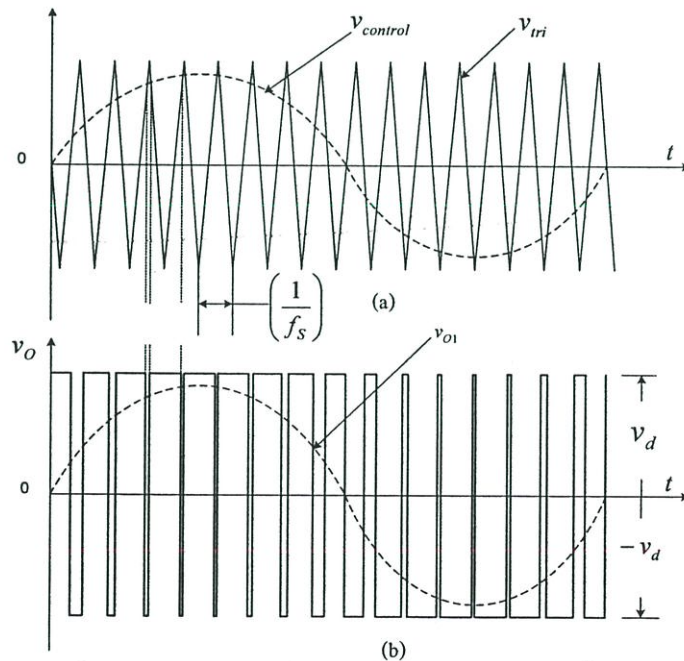 v_control
v_tri
0
t
(1/f_s)
(a)
v_O
v_O1
v_d
0
t
-v_d
(b)